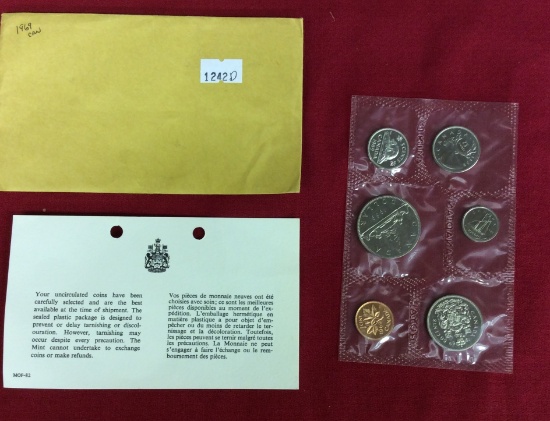 1969
CAN
1242D
Your uncirculated coins have been
carefully selected and are the best
available at the time of shipment. The
sealed plastic package is designed to
prevent or delay tarnishing or discol-
ouration. However, tarnishing may
occur despite every precaution. The
Mint cannot undertake to exchange
coins or make refunds.
Vos pièces de monnaie neuves ont été
choisies avec soin; ce sont les meilleures
pièces disponibles au moment de l'ex-
pédition. L'emballage hermétique en
matière plastique a pour objet d'em-
pêcher ou du moins de retarder le ter-
nissage et la décoloration. Toutefois,
les pièces peuvent se ternir malgré toutes
les précautions. La Monnaie ne peut
s'engager à faire l'échange ou le rem-
boursement des pièces.
MOF-82